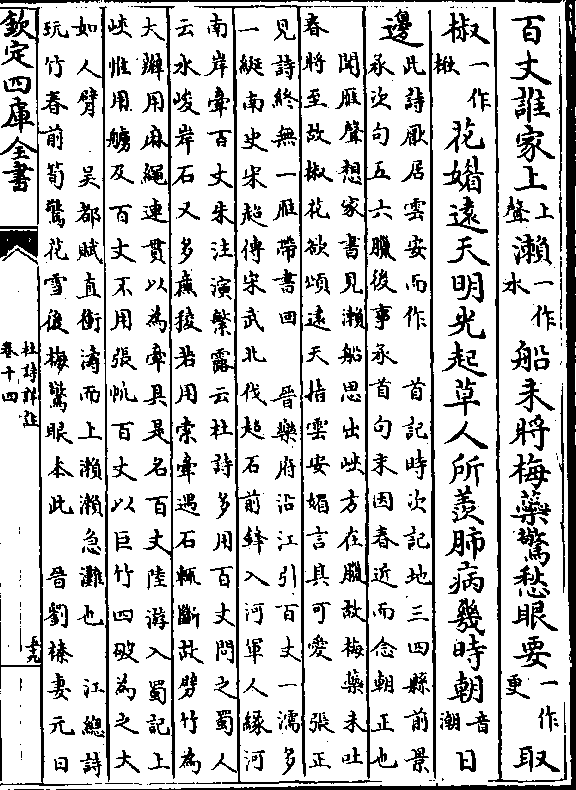 百丈誰家上上聲瀨一作水船未將梅蘂驚愁眼要一作更取
椒一作楸花媚遠天明光起草人所羡肺病幾時朝音潮日
邊
此詩厭居雲安而作 首記時次記地三四縣前景
承次句五六臘後事承首句末因春近而念朝正也
聞雁聲想家書見瀨船思出峽方在臘故梅蘂未吐
春將至故椒花欲頌遠天指雲安媚言具可愛 張正
見詩終無一雁帶書回 晉樂府沿江引百丈一濡多
一艇南史宋超傳宋武北伐超石前鋒入河軍人緣河
南岸牽百丈朱注演繁露云杜詩多用百丈問之蜀人
云水峻岸石又多廉稜若用索牽遇石輒斷故劈竹為
大瓣用麻繩連貫以為牽具是名百丈陸游入蜀記上
峽惟用艣及百丈不用張帆百丈以巨竹四破為之大
如人臂 吳都賦直衝濤而上瀨瀨急灘也 江總詩
玩竹春前筍驚花雪後梅驚眼本此 晉劉榛妻元日
欽定四庫全書
杜詩詳註
卷十四